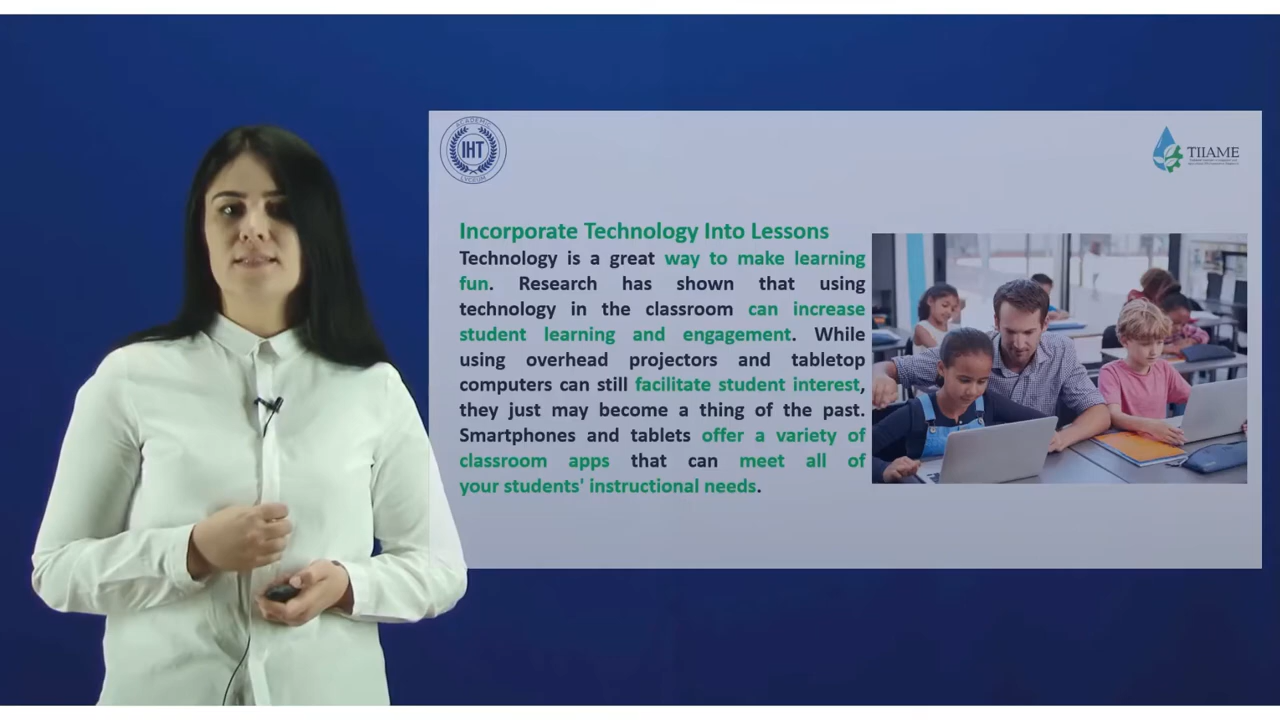 ACADEMIC
IHT
LYCEUM
TIIAME
Incorporate Technology Into Lessons
Technology is a great way to make learning
fun. Research has shown that using
technology in the classroom can increase
student learning and engagement. While
using overhead projectors and tabletop
computers can still facilitate student interest,
they just may become a thing of the past.
Smartphones and tablets offer a variety of
classroom apps that can meet all of
your students' instructional needs.